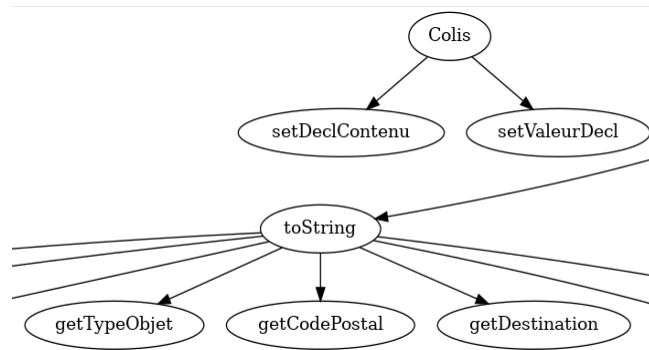 Colis
setDeclContenu setValeurDecl
toString
getTypeObjet getCodePostal getDestination